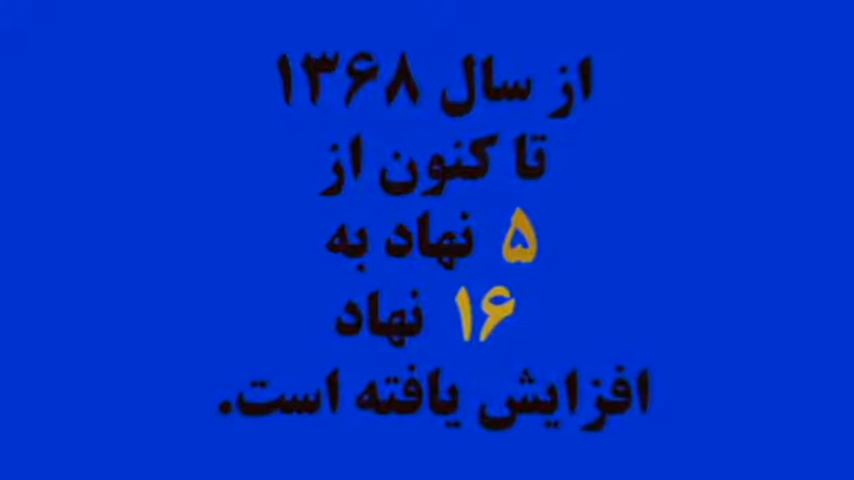 از سال ۱۳۶۸
تا کنون از
۵ نهاد به
۱۶ نهاد
افزایش یافته است.